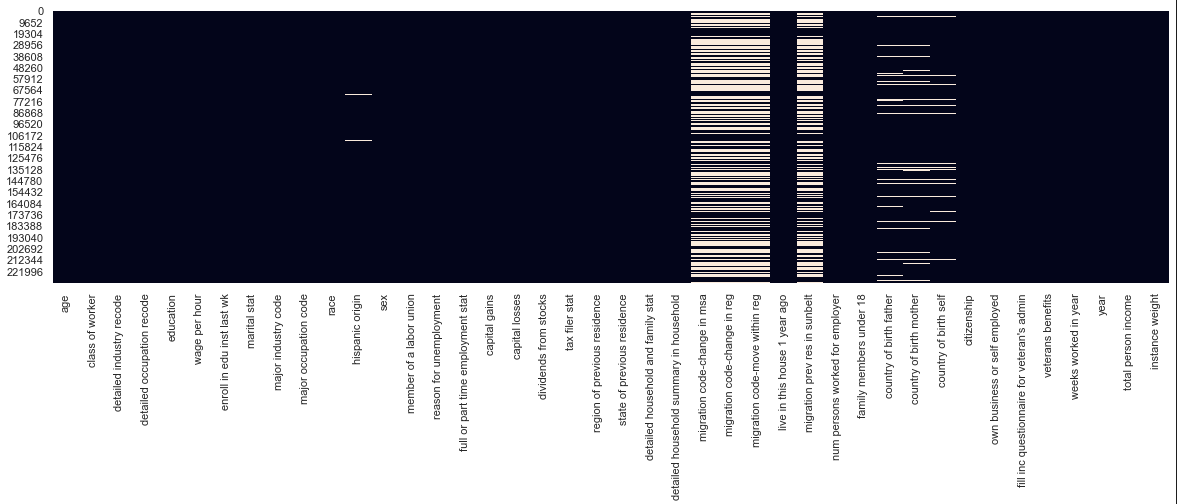 0
9652
19304
28956
38608
48260
57912
67564
77216
86868
96520
106172
115824
125476
135128
144780
154432
164084
173736
183388
193040
202692
212344
221996
age
class of worker
detailed industry recode
detailed occupation recode
education
wage per hour
enroll in edu inst last wk
marital stat
major industry code
major occupation code
race
hispanic origin
sex
member of a labor union
reason for unemployment
full or part time employment stat
capital gains
capital losses
dividends from stocks
tax filer stat
region of previous residence
state of previous residence
detailed household and family stat
detailed household summary in household
migration code-change in msa
migration code-change in reg
migration code-move within reg
live in this house 1 year ago
migration prev res in sunbelt
num persons worked for employer
family members under 18
country of birth father
country of birth mother
country of birth self
citizenship
own business or self employed
fill inc questionnaire for veteran's admin
veterans benefits
weeks worked in year
year
total person income
instance weight